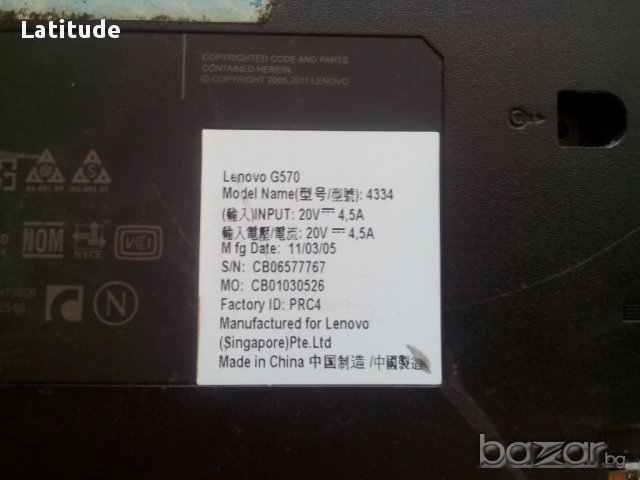 Latitude
COPYRIGHTED CODE AND PARTS
CONTAINED HEREIN.
© COPYRIGHT 2005,2011 LENOVO
Lenovo G570
Model Name(型号/型號): 4334
(輸入)INPUT: 20V⎓ 4,5A
輸入電壓/電流: 20V⎓ 4,5A
Mfg Date: 11/03/05
S/N: CB06577767
MO: CB01030526
Factory ID: PRC4
Manufactured for Lenovo
(Singapore)Pte.Ltd
Made in China 中国制造 /中國製造
NOM
NYCE
VCI
N
bazar.bg